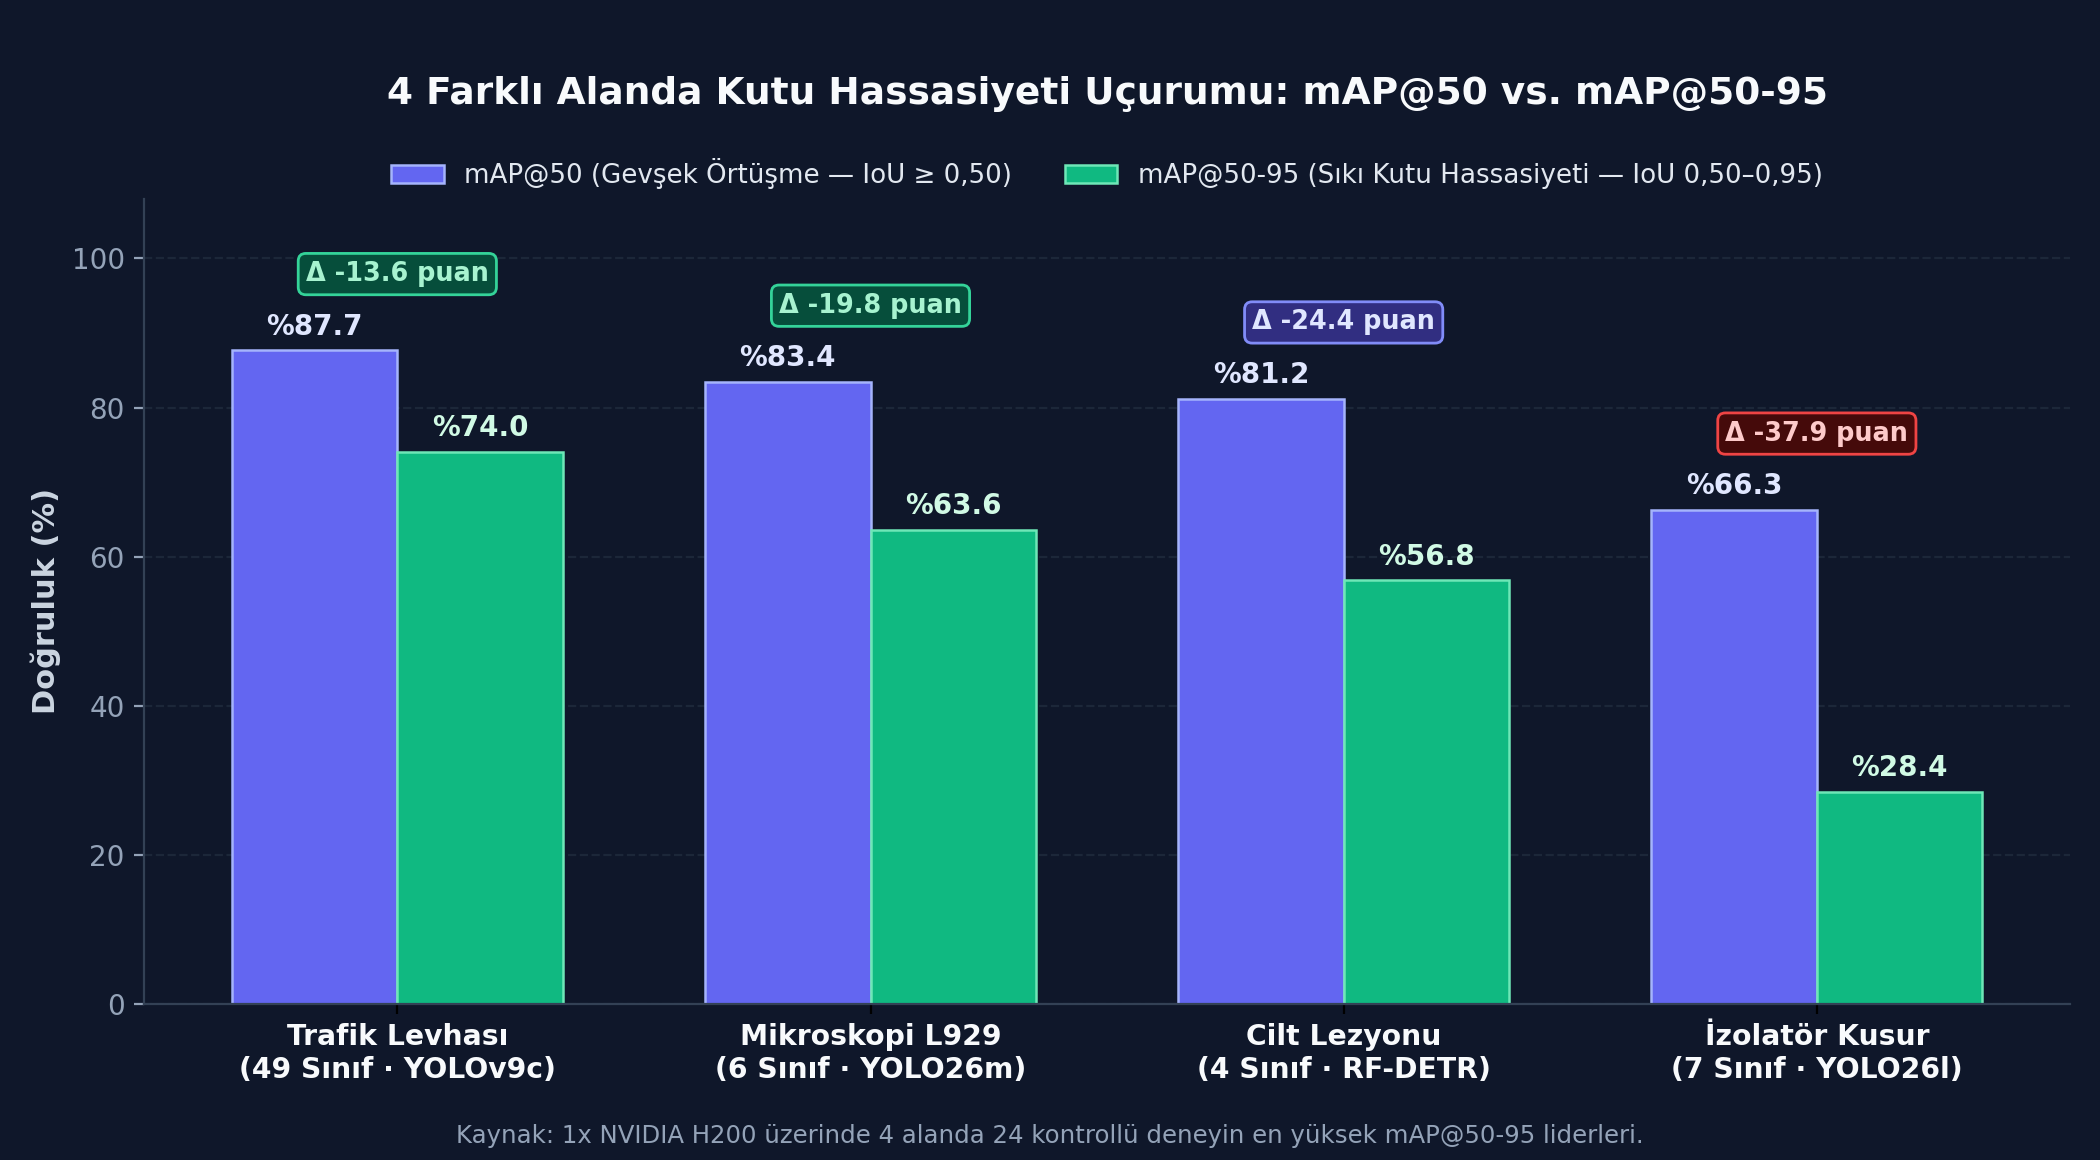 4 Farklı Alanda Kutu Hassasiyeti Uçurumu: mAP@50 vs. mAP@50-95
mAP@50 (Gevşek Örtüşme — IoU ≥ 0,50)
mAP@50-95 (Sıkı Kutu Hassasiyeti — IoU 0,50–0,95)
Doğruluk (%)
100
80
60
40
20
0
Δ -13.6 puan
%87.7
%74.0
Δ -19.8 puan
%83.4
%63.6
Δ -24.4 puan
%81.2
%56.8
Δ -37.9 puan
%66.3
%28.4
Trafik Levhası
(49 Sınıf · YOLOv9c)
Mikroskopi L929
(6 Sınıf · YOLO26m)
Cilt Lezyonu
(4 Sınıf · RF-DETR)
İzolatör Kusur
(7 Sınıf · YOLO26l)
Kaynak: 1x NVIDIA H200 üzerinde 4 alanda 24 kontrollü deneyin en yüksek mAP@50-95 liderleri.